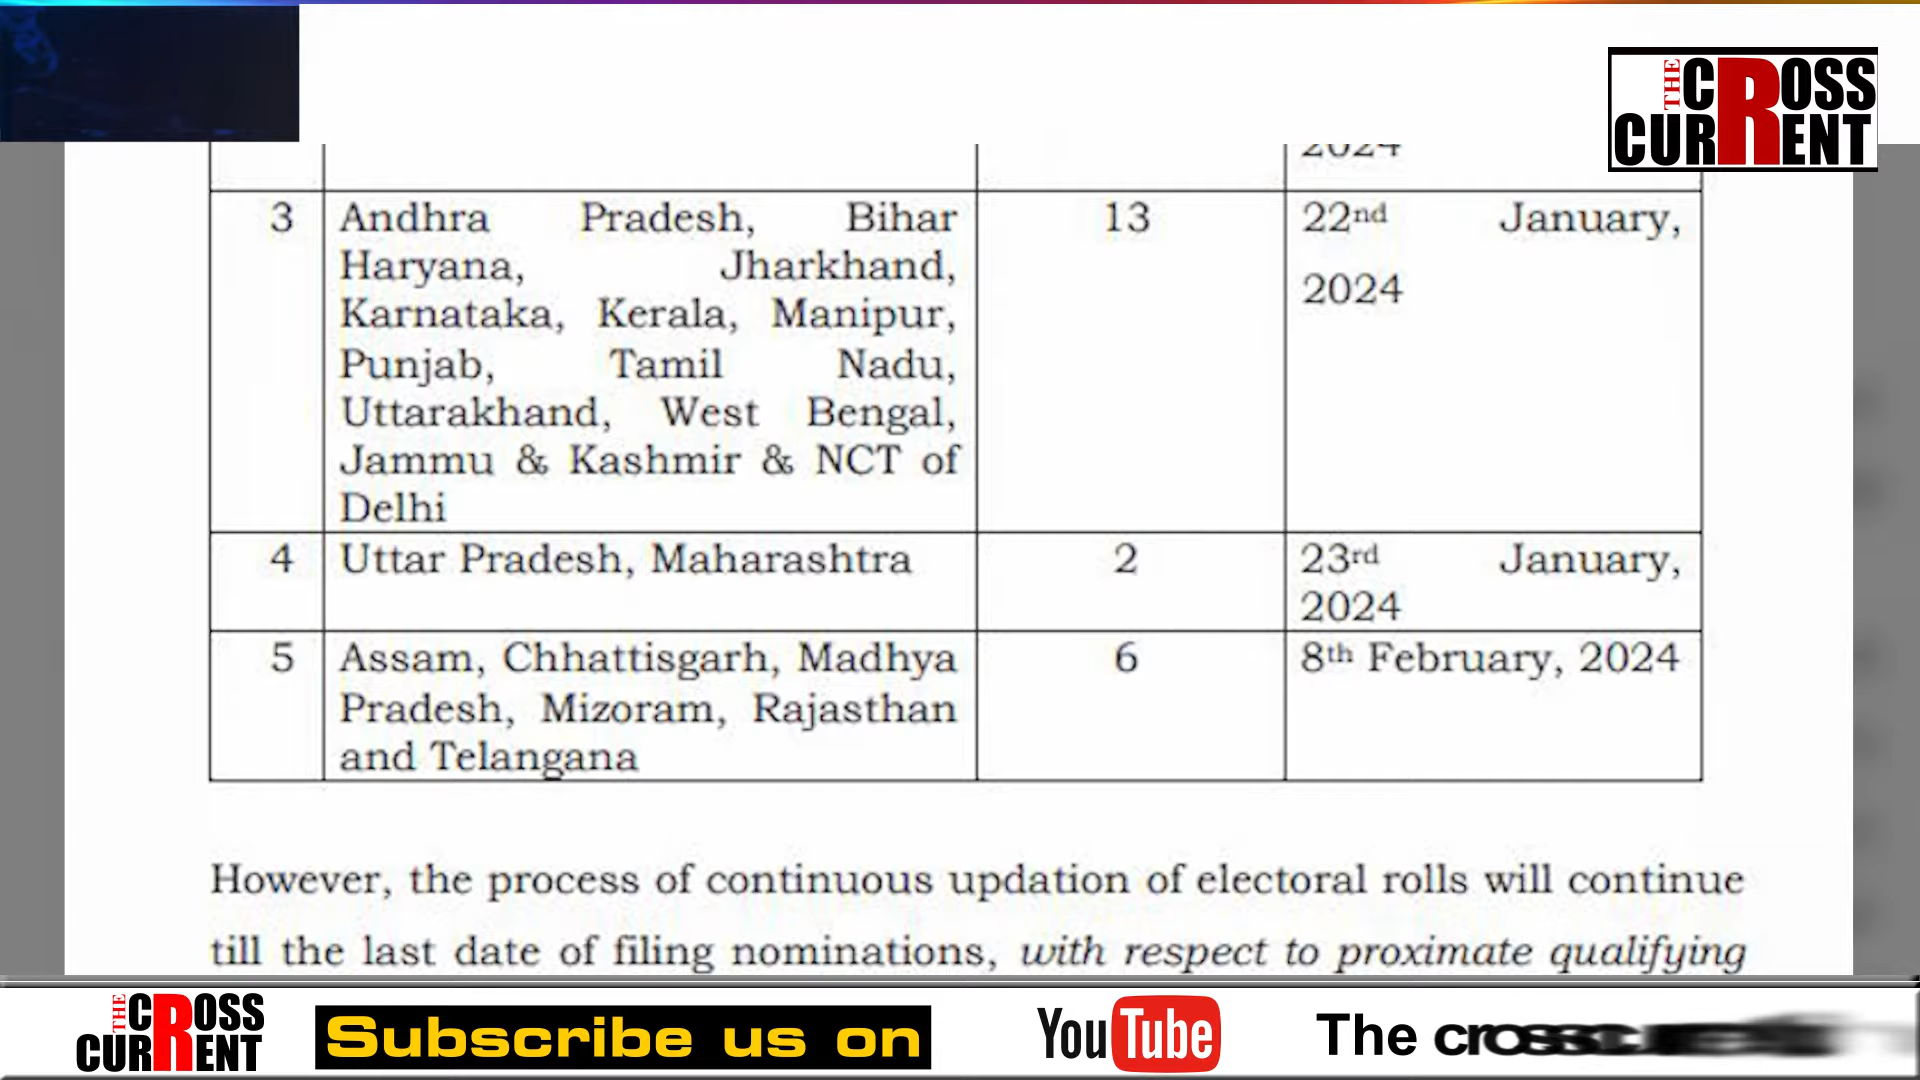 THE CROSS
CURRENT
2024
3 Andhra Pradesh, Bihar 13 22nd January,
Haryana, Jharkhand, 2024
Karnataka, Kerala, Manipur,
Punjab, Tamil Nadu,
Uttarakhand, West Bengal,
Jammu & Kashmir & NCT of
Delhi
4 Uttar Pradesh, Maharashtra 2 23rd January,
2024
5 Assam, Chhattisgarh, Madhya 6 8th February, 2024
Pradesh, Mizoram, Rajasthan
and Telangana
However, the process of continuous updation of electoral rolls will continue
till the last date of filing nominations, with respect to proximate qualifying
THE CROSS
CURRENT
Subscribe us on
YouTube
The